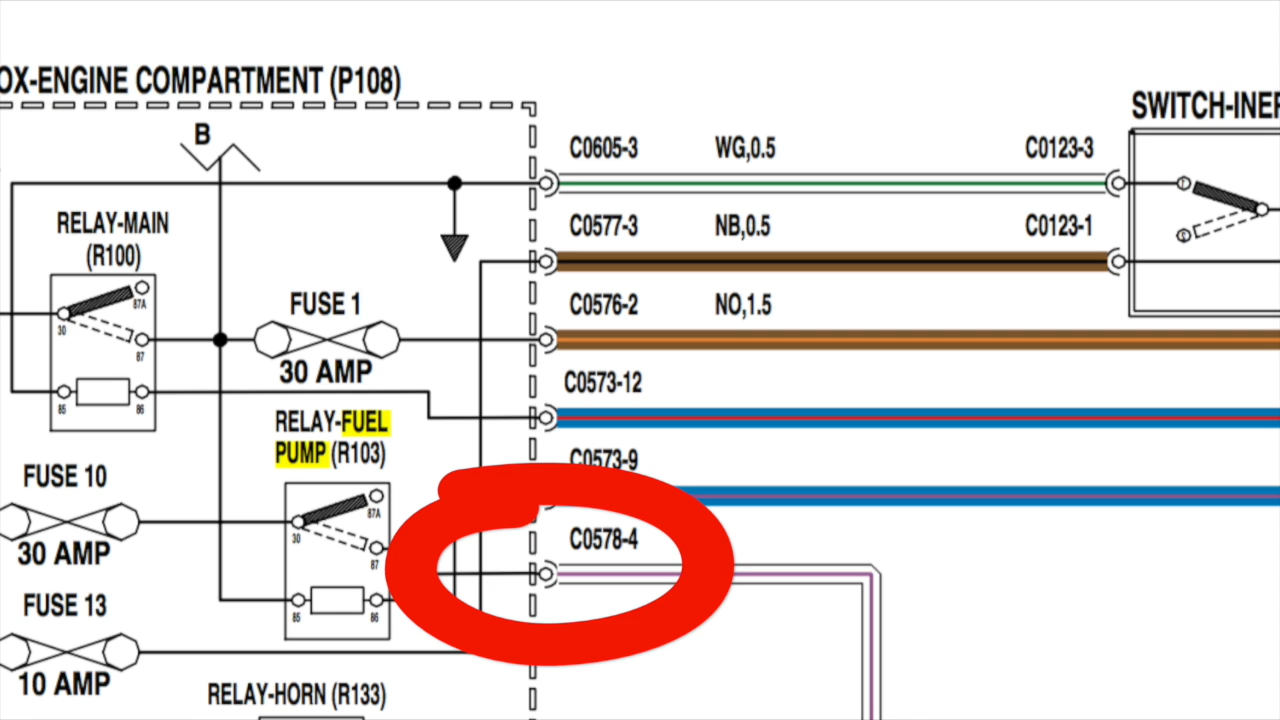 OX-ENGINE COMPARTMENT (P108)
SWITCH-INER
B
C0605-3 WG,0.5 C0123-3
RELAY-MAIN
(R100)
C0577-3 NB,0.5 C0123-1
87A
30
87
85
86
FUSE 1
30 AMP
C0576-2 NO,1.5
C0573-12
RELAY-FUEL
PUMP (R103)
C0573-9
FUSE 10
30 AMP
87A
30
87
85
86
C0578-4
FUSE 13
10 AMP
RELAY-HORN (R133)